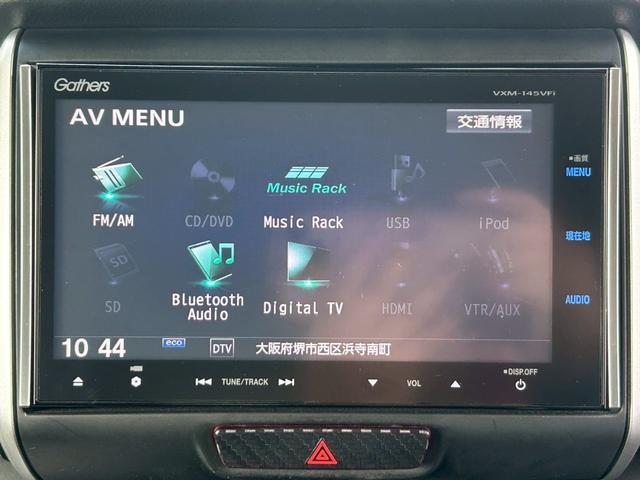 Gathers
VXM-145VFi
AV MENU
交通情報
画質
MENU
FM/AM
CD/DVD
Music Rack
Music Rack
USB
iPod
現在地
SD
Bluetooth Audio
Digital TV
HDMI
VTR/AUX
AUDIO
10 44
eco
DTV
大阪府堺市西区浜寺南町
TUNE/TRACK
VOL
DISP.OFF